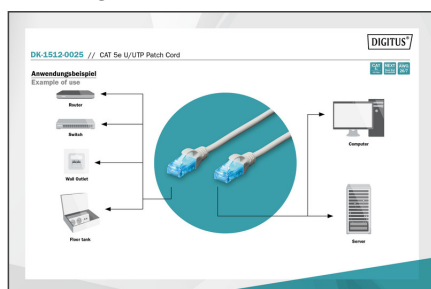 DIGITUS®
DK-1512-0025 // CAT 5e U/UTP Patch Cord
Anwendungsbeispiel
Example of use
Router
Switch
Wall Outlet
Floor tank
Computer
Server